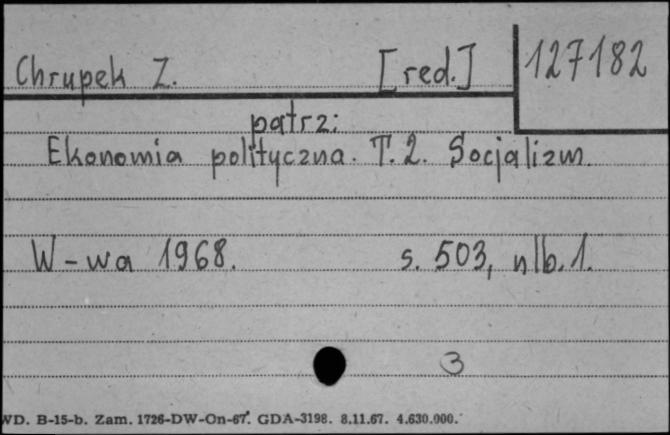 Chrupek Z. [red.] 127182
patrz:
Ekonomia polityczna. T. 2. Socjalizm.
W-wa 1968. s. 503, nlb. 1.
3
WD. B-15-b. Zam. 1726-DW-On-67. GDA-3198. 8.11.67. 4.630.000.